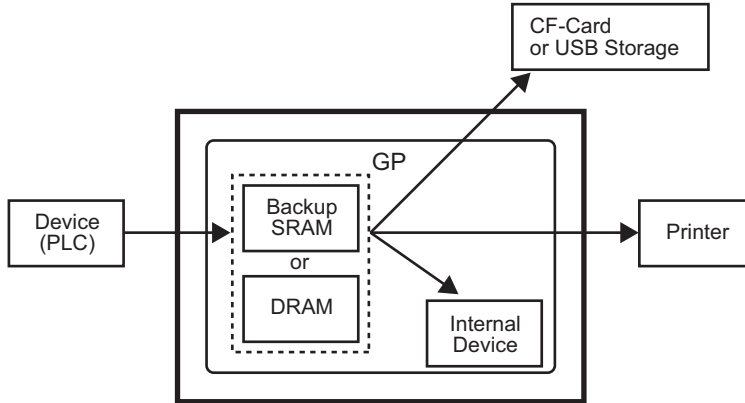 CF-Card
or USB Storage
GP
Device
(PLC)
Backup
SRAM
or
DRAM
Internal
Device
Printer